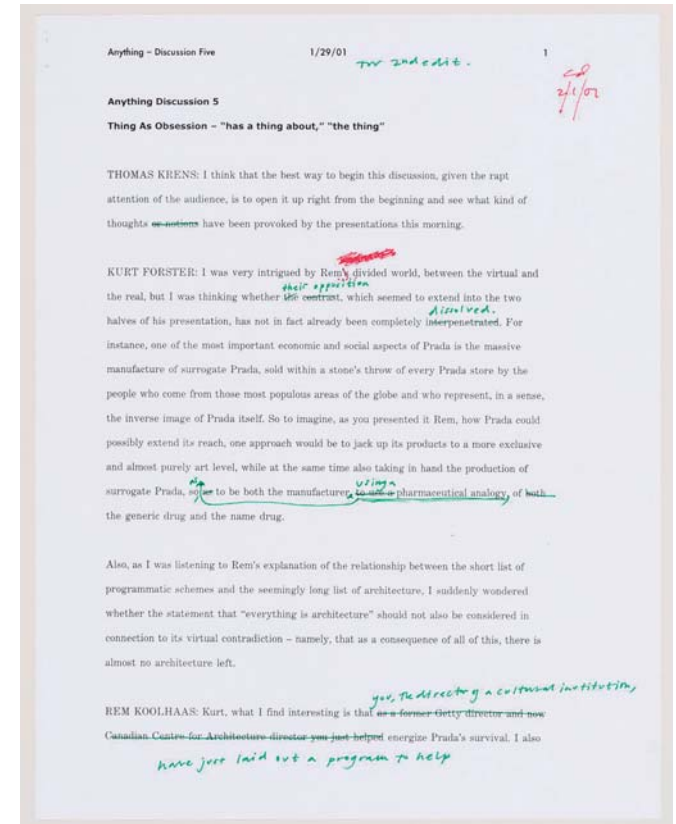 Anything – Discussion Five 1/29/01 1
TW 2nd edit.
cd
2/1/01
Anything Discussion 5
Thing As Obsession – "has a thing about," "the thing"
THOMAS KRENS: I think that the best way to begin this discussion, given the rapt
attention of the audience, is to open it up right from the beginning and see what kind of
thoughts or notions have been provoked by the presentations this morning.
KURT FORSTER: I was very intrigued by Rem's divided world, between the virtual and
their opposition
the real, but I was thinking whether the contrast, which seemed to extend into the two
dissolved.
halves of his presentation, has not in fact already been completely interpenetrated. For
instance, one of the most important economic and social aspects of Prada is the massive
manufacture of surrogate Prada, sold within a stone's throw of every Prada store by the
people who come from those most populous areas of the globe and who represent, in a sense,
the inverse image of Prada itself. So to imagine, as you presented it Rem, how Prada could
possibly extend its reach, one approach would be to jack up its products to a more exclusive
and almost purely art level, while at the same time also taking in hand the production of
as using a
surrogate Prada, so as to be both the manufacturer, to use a pharmaceutical analogy, of both
the generic drug and the name drug.
Also, as I was listening to Rem's explanation of the relationship between the short list of
programmatic schemes and the seemingly long list of architecture, I suddenly wondered
whether the statement that "everything is architecture" should not also be considered in
connection to its virtual contradiction – namely, that as a consequence of all of this, there is
almost no architecture left.
you, the director of a cultural institution,
REM KOOLHAAS: Kurt, what I find interesting is that as a former Getty director and now
Canadian Centre for Architecture director you just helped energize Prada's survival. I also
have just laid out a program to help